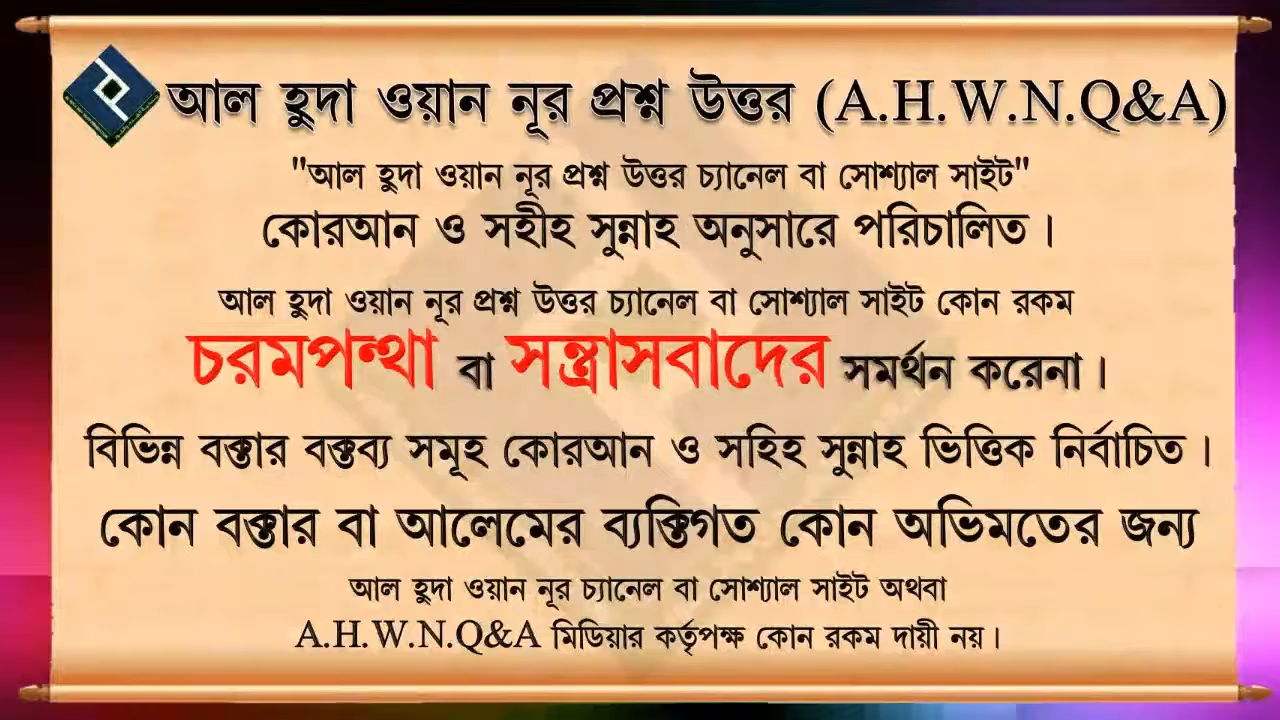 আল হুদা ওয়ান নূর প্রশ্ন উত্তর (A.H.W.N.Q&A)
"আল হুদা ওয়ান নূর প্রশ্ন উত্তর চ্যানেল বা সোশ্যাল সাইট"
কোরআন ও সহীহ সুন্নাহ অনুসারে পরিচালিত।
আল হুদা ওয়ান নূর প্রশ্ন উত্তর চ্যানেল বা সোশ্যাল সাইট কোন রকম
চরমপন্থা বা সন্ত্রাসবাদের সমর্থন করেনা।
বিভিন্ন বক্তার বক্তব্য সমূহ কোরআন ও সহিহ সুন্নাহ ভিত্তিক নির্বাচিত।
কোন বক্তার বা আলেমের ব্যক্তিগত কোন অভিমতের জন্য
আল হুদা ওয়ান নূর চ্যানেল বা সোশ্যাল সাইট অথবা
A.H.W.N.Q&A মিডিয়ার কর্তৃপক্ষ কোন রকম দায়ী নয়।